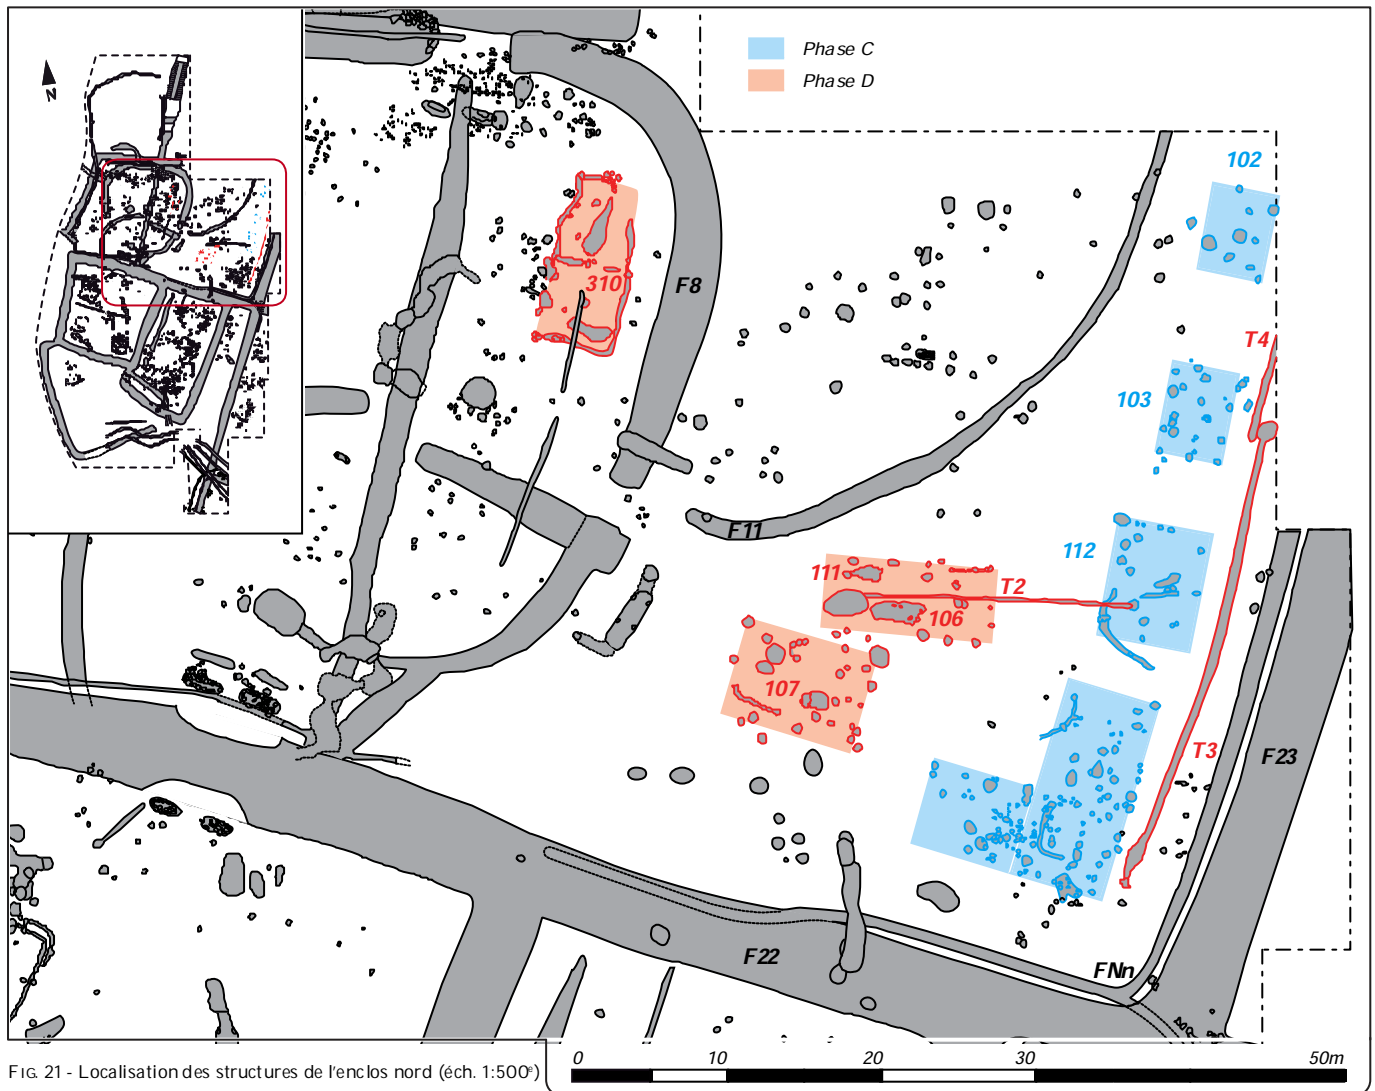 N
Phase C
Phase D
102
310
F8
T4
103
F11
112
111
T2
106
107
T3
F23
F22
FNn
0 10 20 30 50m
FIG. 21 - Localisation des structures de l'enclos nord (éch. 1:500e)